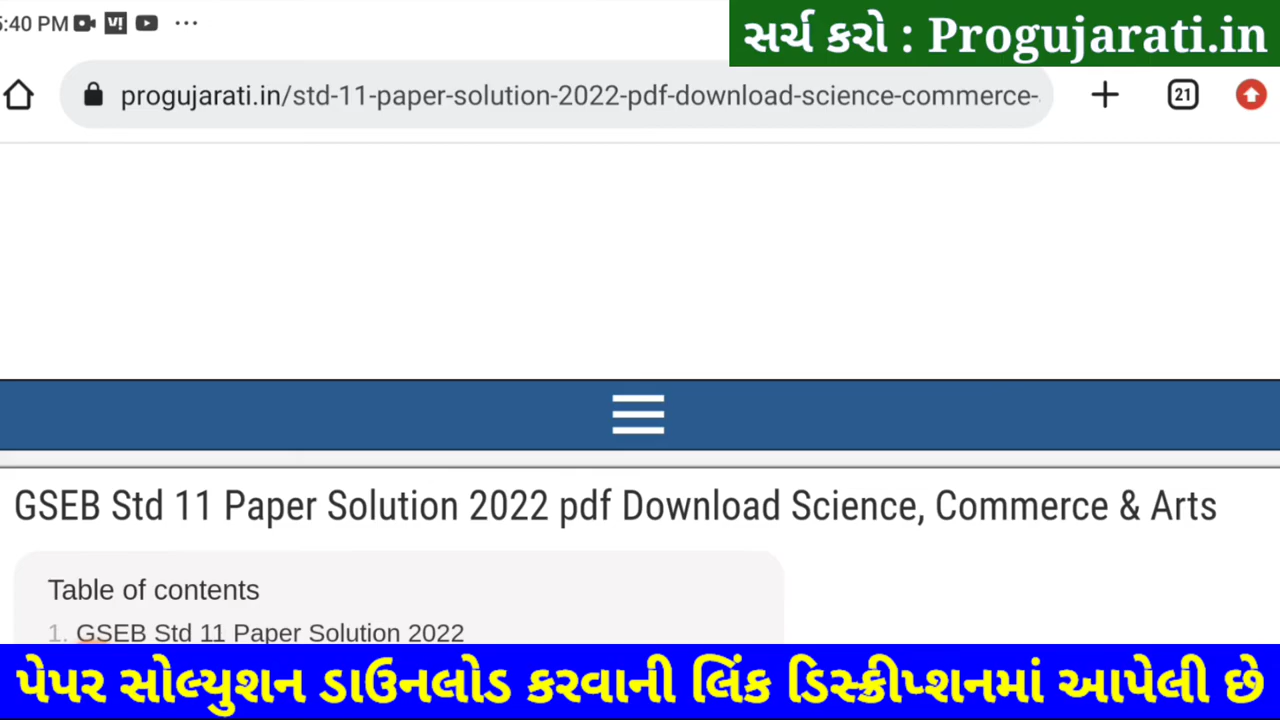 5:40 PM
સર્ચ કરો : Progujarati.in
progujarati.in/std-11-paper-solution-2022-pdf-download-science-commerce-
21
GSEB Std 11 Paper Solution 2022 pdf Download Science, Commerce & Arts
Table of contents
1. GSEB Std 11 Paper Solution 2022
પેપર સોલ્યુશન ડાઉનલોડ કરવાની લિંક ડિસ્ક્રીપ્શનમાં આપેલી છે